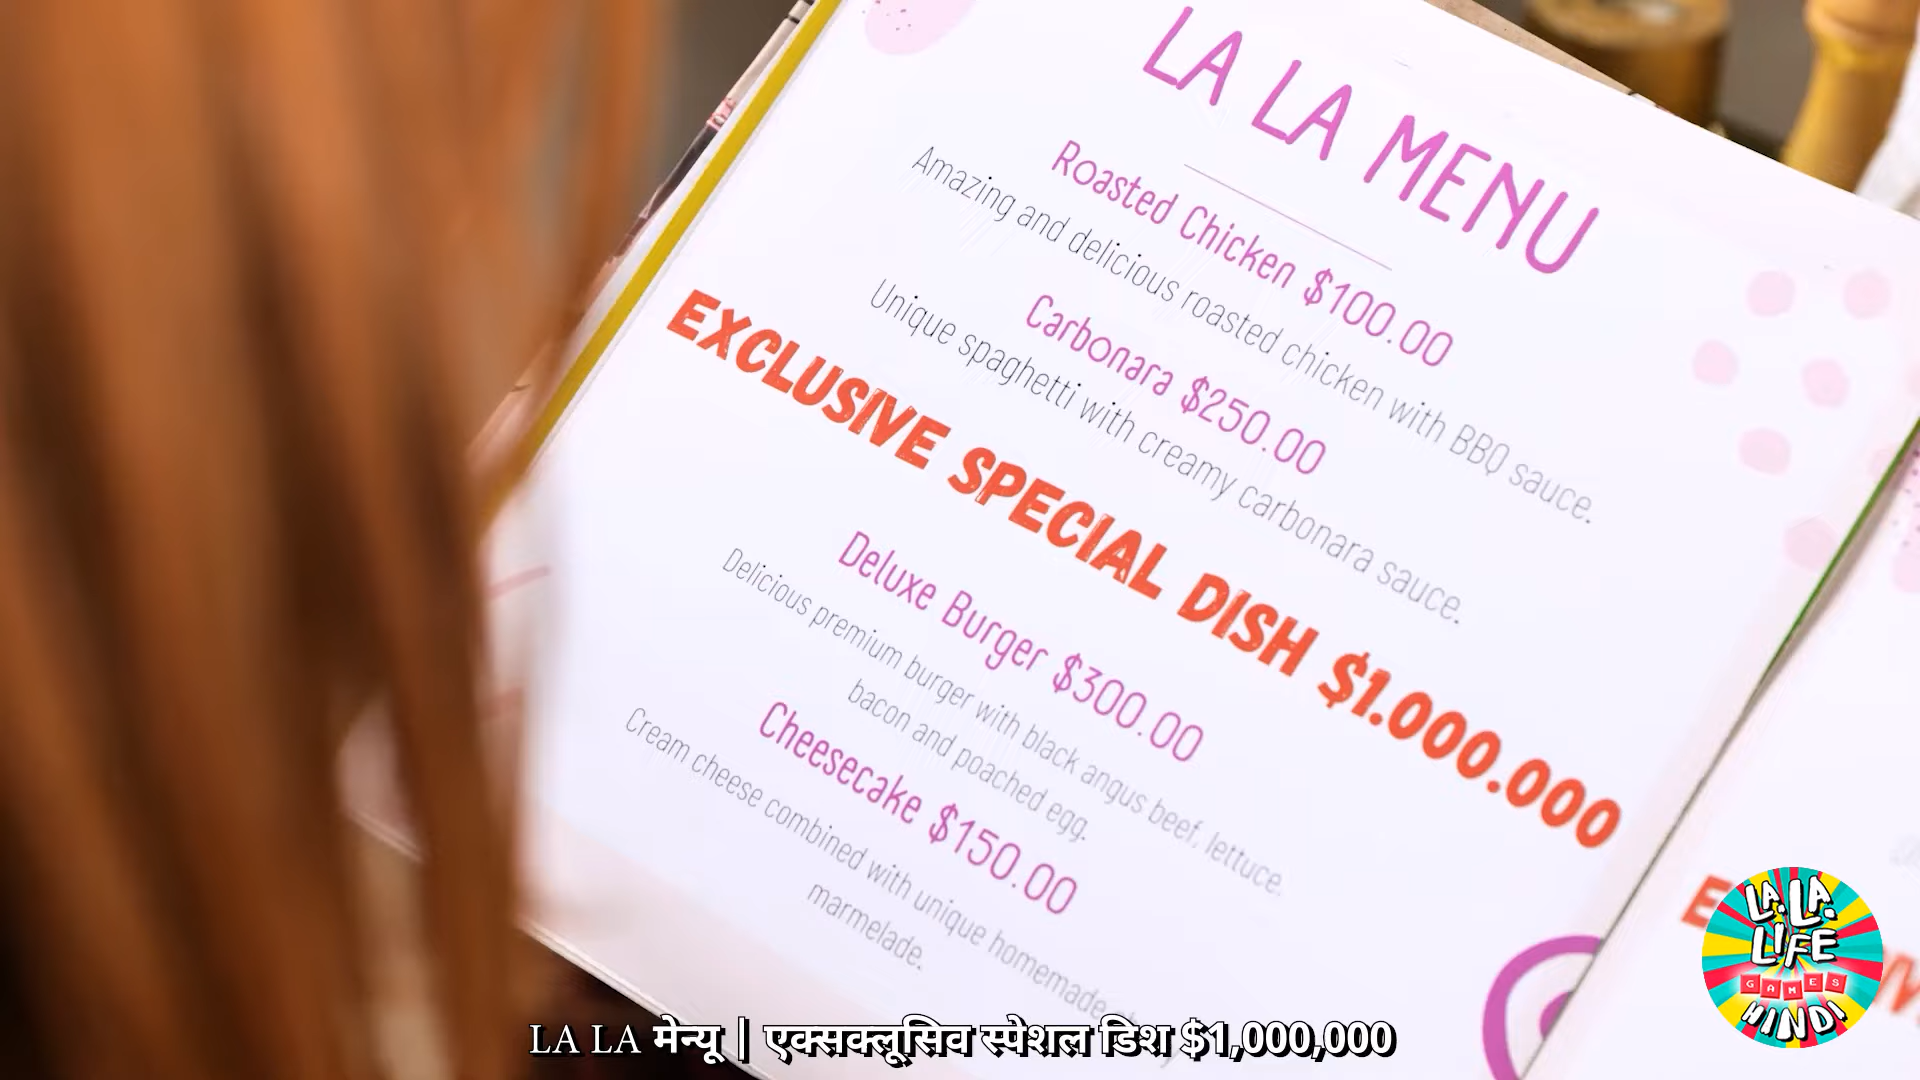 LA LA MENU
Roasted Chicken $100.00
Amazing and delicious roasted chicken with BBQ sauce.
Carbonara $250.00
Unique spaghetti with creamy carbonara sauce.
EXCLUSIVE SPECIAL DISH $1.000.000
Deluxe Burger $300.00
Delicious premium burger with black angus beef, lettuce,
bacon and poached egg.
Cheesecake $150.00
Cream cheese combined with unique homemade
marmelade.
LA LA मेन्यू | एक्सक्लूसिव स्पेशल डिश $1,000,000
LA. LA.
LIFE
GAMES
HINDI